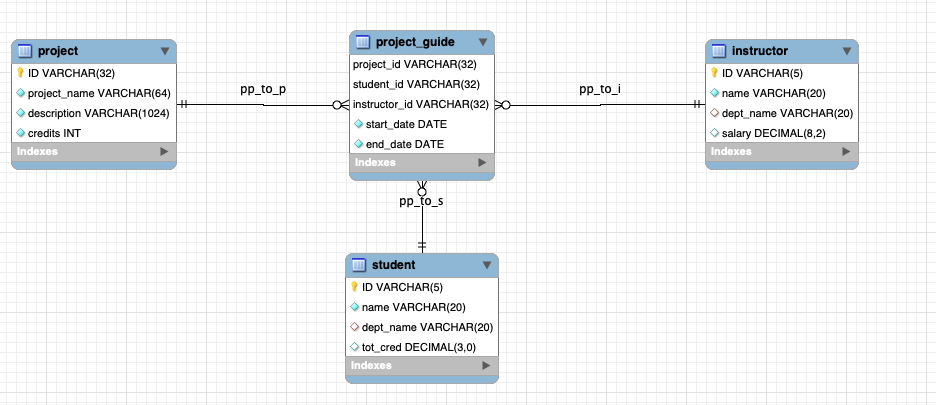 project
ID VARCHAR(32)
project_name VARCHAR(64)
description VARCHAR(1024)
credits INT
Indexes
pp_to_p
project_guide
project_id VARCHAR(32)
student_id VARCHAR(32)
instructor_id VARCHAR(32)
start_date DATE
end_date DATE
Indexes
pp_to_i
instructor
ID VARCHAR(5)
name VARCHAR(20)
dept_name VARCHAR(20)
salary DECIMAL(8,2)
Indexes
pp_to_s
student
ID VARCHAR(5)
name VARCHAR(20)
dept_name VARCHAR(20)
tot_cred DECIMAL(3,0)
Indexes